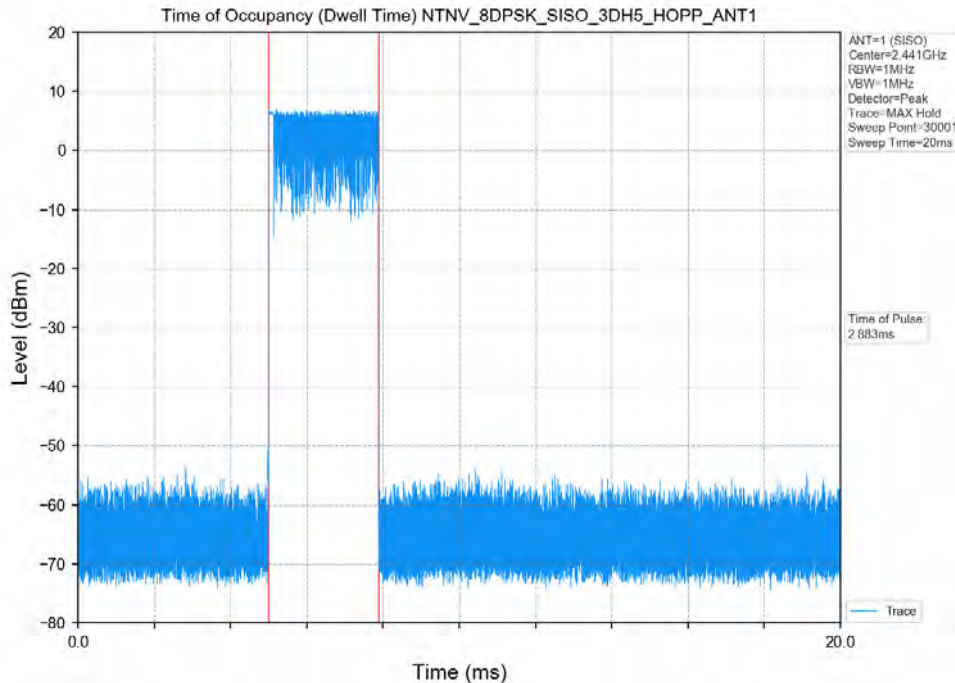 Time of Occupancy (Dwell Time) NTNV_8DPSK_SISO_3DH5_HOPP_ANT1
ANT=1 (SISO)
Center=2.441GHz
RBW=1MHz
VBW=1MHz
Detector=Peak
Trace=MAX Hold
Sweep Point=30001
Sweep Time=20ms
Level (dBm)
20
10
0
−10
−20
−30
−40
−50
−60
−70
−80
Time of Pulse:
2.883ms
Trace
0.0
20.0
Time (ms)